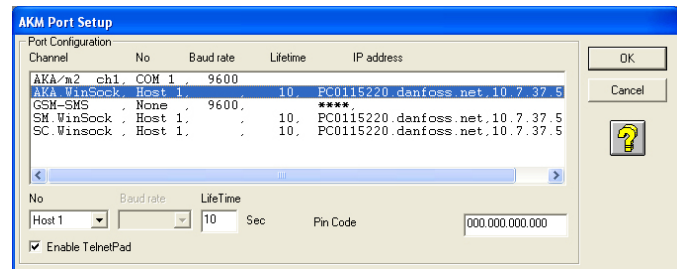 AKM Port Setup
Port Configuration
Channel No Baud rate Lifetime IP address
AKA/m2 ch1, COM 1 , 9600
AKA.WinSock, Host 1, , 10, PC0115220.danfoss.net,10.7.37.5
GSM-SMS , None , 9600, ****,
SM.WinSock , Host 1, , 10, PC0115220.danfoss.net,10.7.37.5
SC.Winsock , Host 1, , 10, PC0115220.danfoss.net,10.7.37.5
OK
Cancel
No Baud rate LifeTime
Host 1 10 Sec Pin Code 000.000.000.000
Enable TelnetPad